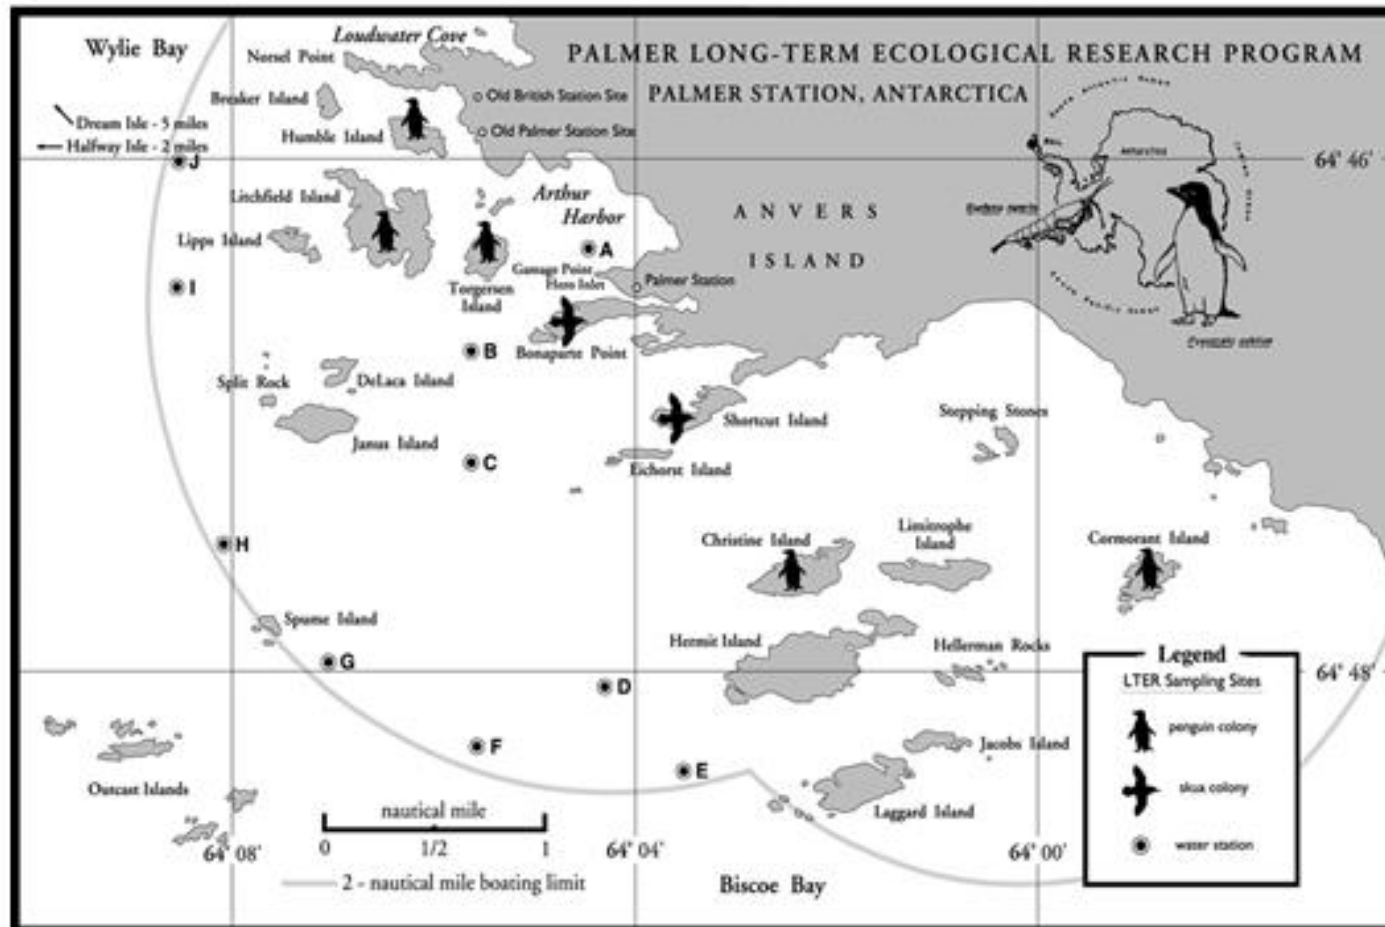 Wylie Bay
Loudwater Cove
Norsel Point
PALMER LONG-TERM ECOLOGICAL RESEARCH PROGRAM
PALMER STATION, ANTARCTICA
Breaker Island
Old British Station Site
Dream Isle - 5 miles
Humble Island
Old Palmer Station Site
Halfway Isle - 2 miles
J
64° 46'
ANTARCTICA
Litchfield Island
Arthur
Harbor
ANVERS
ISLAND
Lipps Island
A
Gamage Point
Hero Inlet
Palmer Station
I
Torgersen
Island
B
Bonaparte Point
Split Rock
DeLaca Island
Janus Island
Shortcut Island
Stepping Stones
C
Eichorst Island
H
Christine Island
Limitrophe
Island
Cormorant Island
Spume Island
Hermit Island
Hellerman Rocks
G
D
64° 48'
F
E
Jacobs Island
Outcast Islands
Laggard Island
nautical mile
0 1/2 1
64° 08'
64° 04'
64° 00'
2 - nautical mile boating limit
Biscoe Bay
Legend
LTER Sampling Sites
penguin colony
skua colony
water station